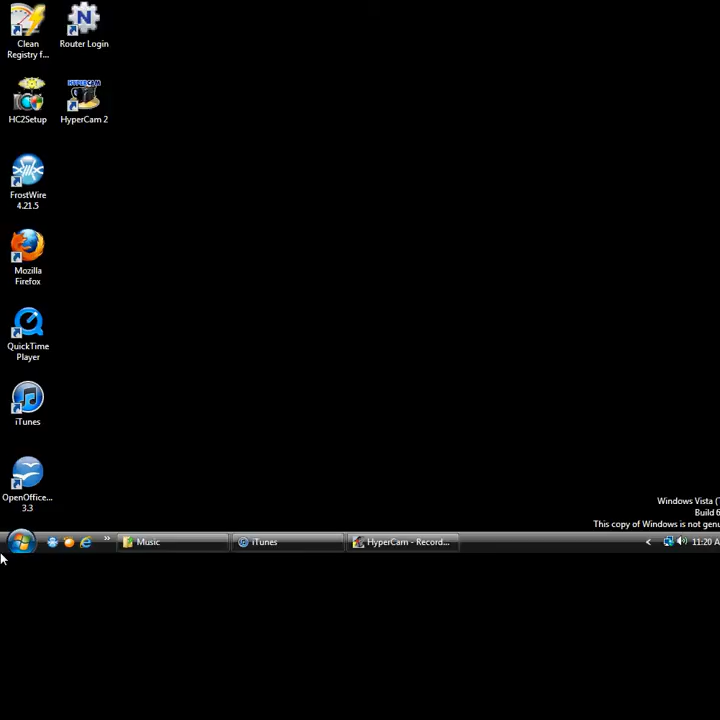 Clean
Registry f...
Router Login
HC2Setup
HYPERCAM
HyperCam 2
FrostWire
4.21.5
Mozilla
Firefox
QuickTime
Player
iTunes
OpenOffice...
3.3
Windows Vista (
Build 6
This copy of Windows is not genu
Music
iTunes
HyperCam - Record...
11:20 A